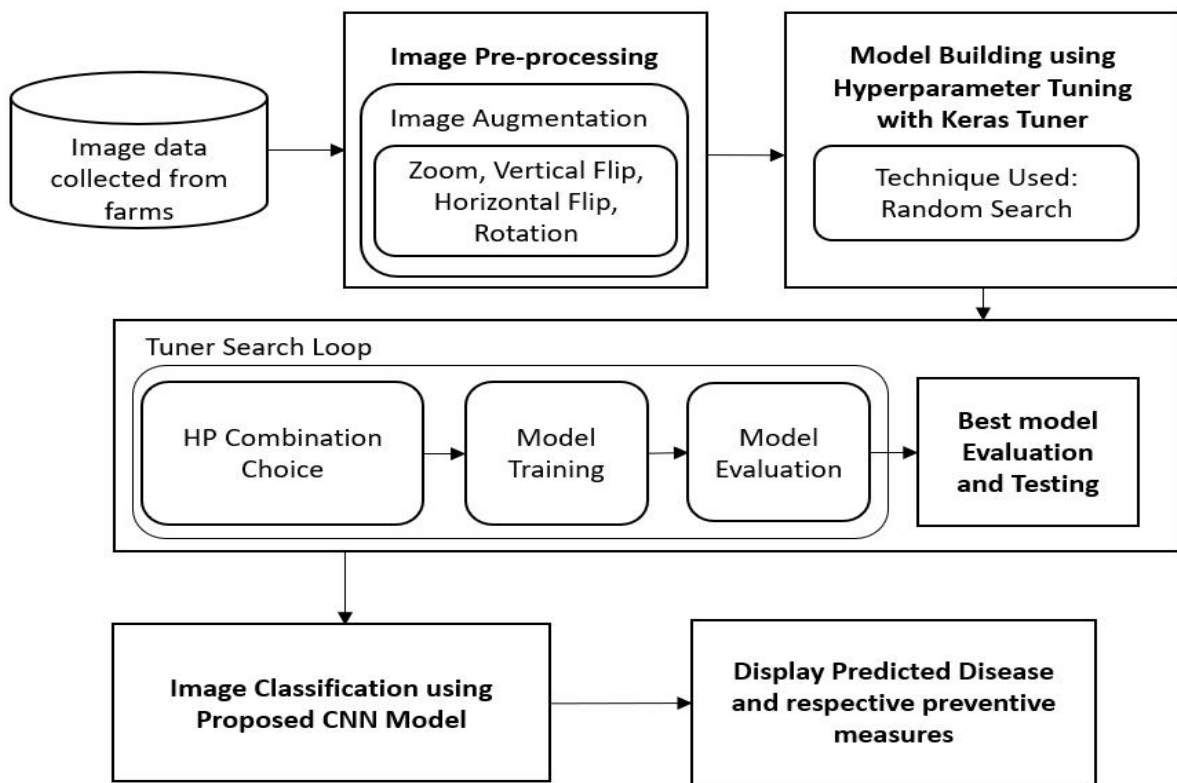 Image data
collected from
farms
Image Pre-processing
Image Augmentation
Zoom, Vertical Flip,
Horizontal Flip,
Rotation
Model Building using
Hyperparameter Tuning
with Keras Tuner
Technique Used:
Random Search
Tuner Search Loop
HP Combination
Choice
Model
Training
Model
Evaluation
Best model
Evaluation
and Testing
Image Classification using
Proposed CNN Model
Display Predicted Disease
and respective preventive
measures